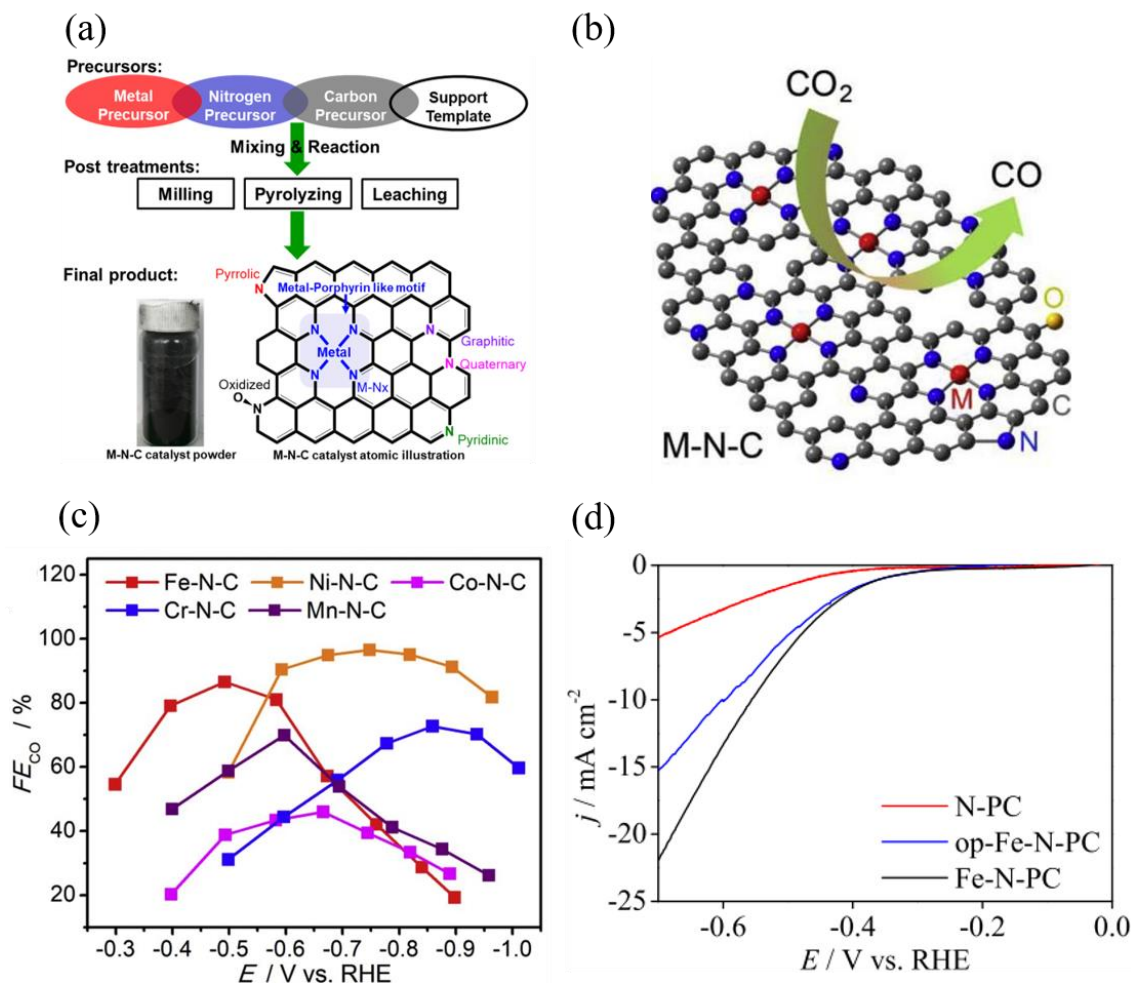 (a)
Precursors:
Metal Precursor
Nitrogen Precursor
Carbon Precursor
Support Template
Mixing & Reaction
Post treatments:
Milling
Pyrolyzing
Leaching
Final product:
Pyrrolic
N
Metal-Porphyrin like motif
N N N
Metal
Graphitic
N Quaternary
N N
M-Nx
Oxidized
O
N
N
Pyridinic
M-N-C catalyst powder
M-N-C catalyst atomic illustration
(b)
CO2
CO
O
M
C
N
M-N-C
(c)
120
100
80
60
40
20
FECO / %
Fe-N-C
Ni-N-C
Co-N-C
Cr-N-C
Mn-N-C
-0.3 -0.4 -0.5 -0.6 -0.7 -0.8 -0.9 -1.0
E / V vs. RHE
(d)
0
-5
-10
-15
-20
-25
j / mA cm-2
N-PC
op-Fe-N-PC
Fe-N-PC
-0.6 -0.4 -0.2 0.0
E / V vs. RHE